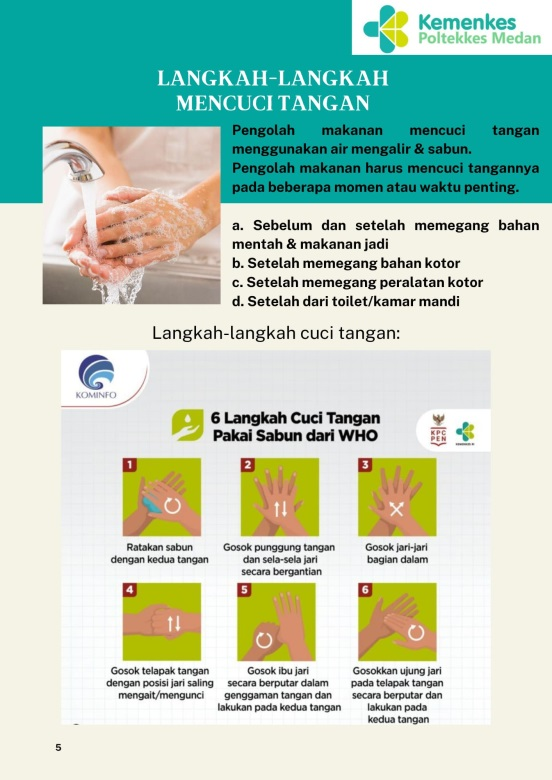 Kemenkes
Poltekkes Medan
LANGKAH-LANGKAH
MENCUCI TANGAN
Pengolah makanan mencuci tangan
menggunakan air mengalir & sabun.
Pengolah makanan harus mencuci tangannya
pada beberapa momen atau waktu penting.
a. Sebelum dan setelah memegang bahan
mentah & makanan jadi
b. Setelah memegang bahan kotor
c. Setelah memegang peralatan kotor
d. Setelah dari toilet/kamar mandi
Langkah-langkah cuci tangan:
KOMINFO
6 Langkah Cuci Tangan
Pakai Sabun dari WHO
KPC
PEN
1
Ratakan sabun
dengan kedua tangan
2
Gosok punggung tangan
dan sela-sela jari
secara bergantian
3
Gosok jari-jari
bagian dalam
4
Gosok telapak tangan
dengan posisi jari saling
mengait/mengunci
5
Gosok ibu jari
secara berputar dalam
genggaman tangan dan
lakukan pada kedua tangan
6
Gosokkan ujung jari
pada telapak tangan
secara berputar dan
lakukan pada
kedua tangan
5